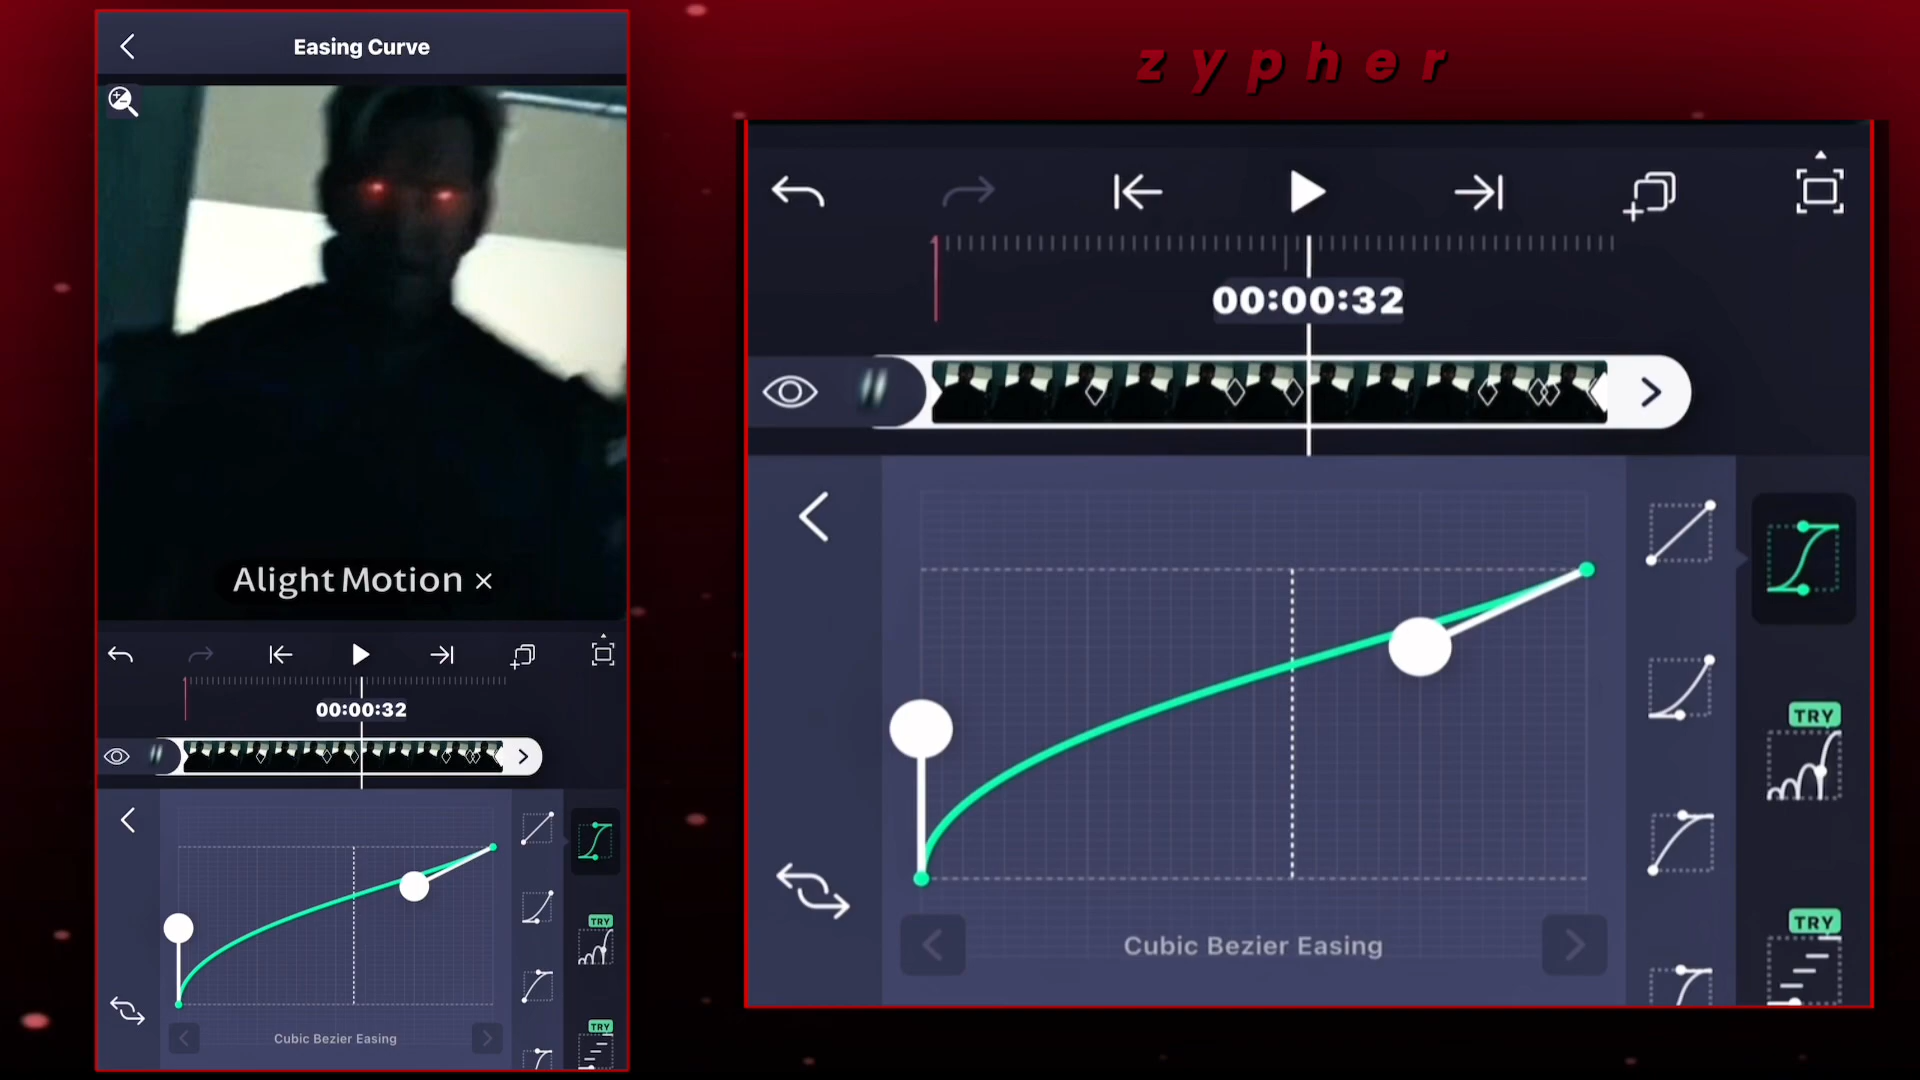 Easing Curve
Alight Motion ×
00:00:32
TRY
Cubic Bezier Easing
TRY
zypher
00:00:32
TRY
TRY
Cubic Bezier Easing